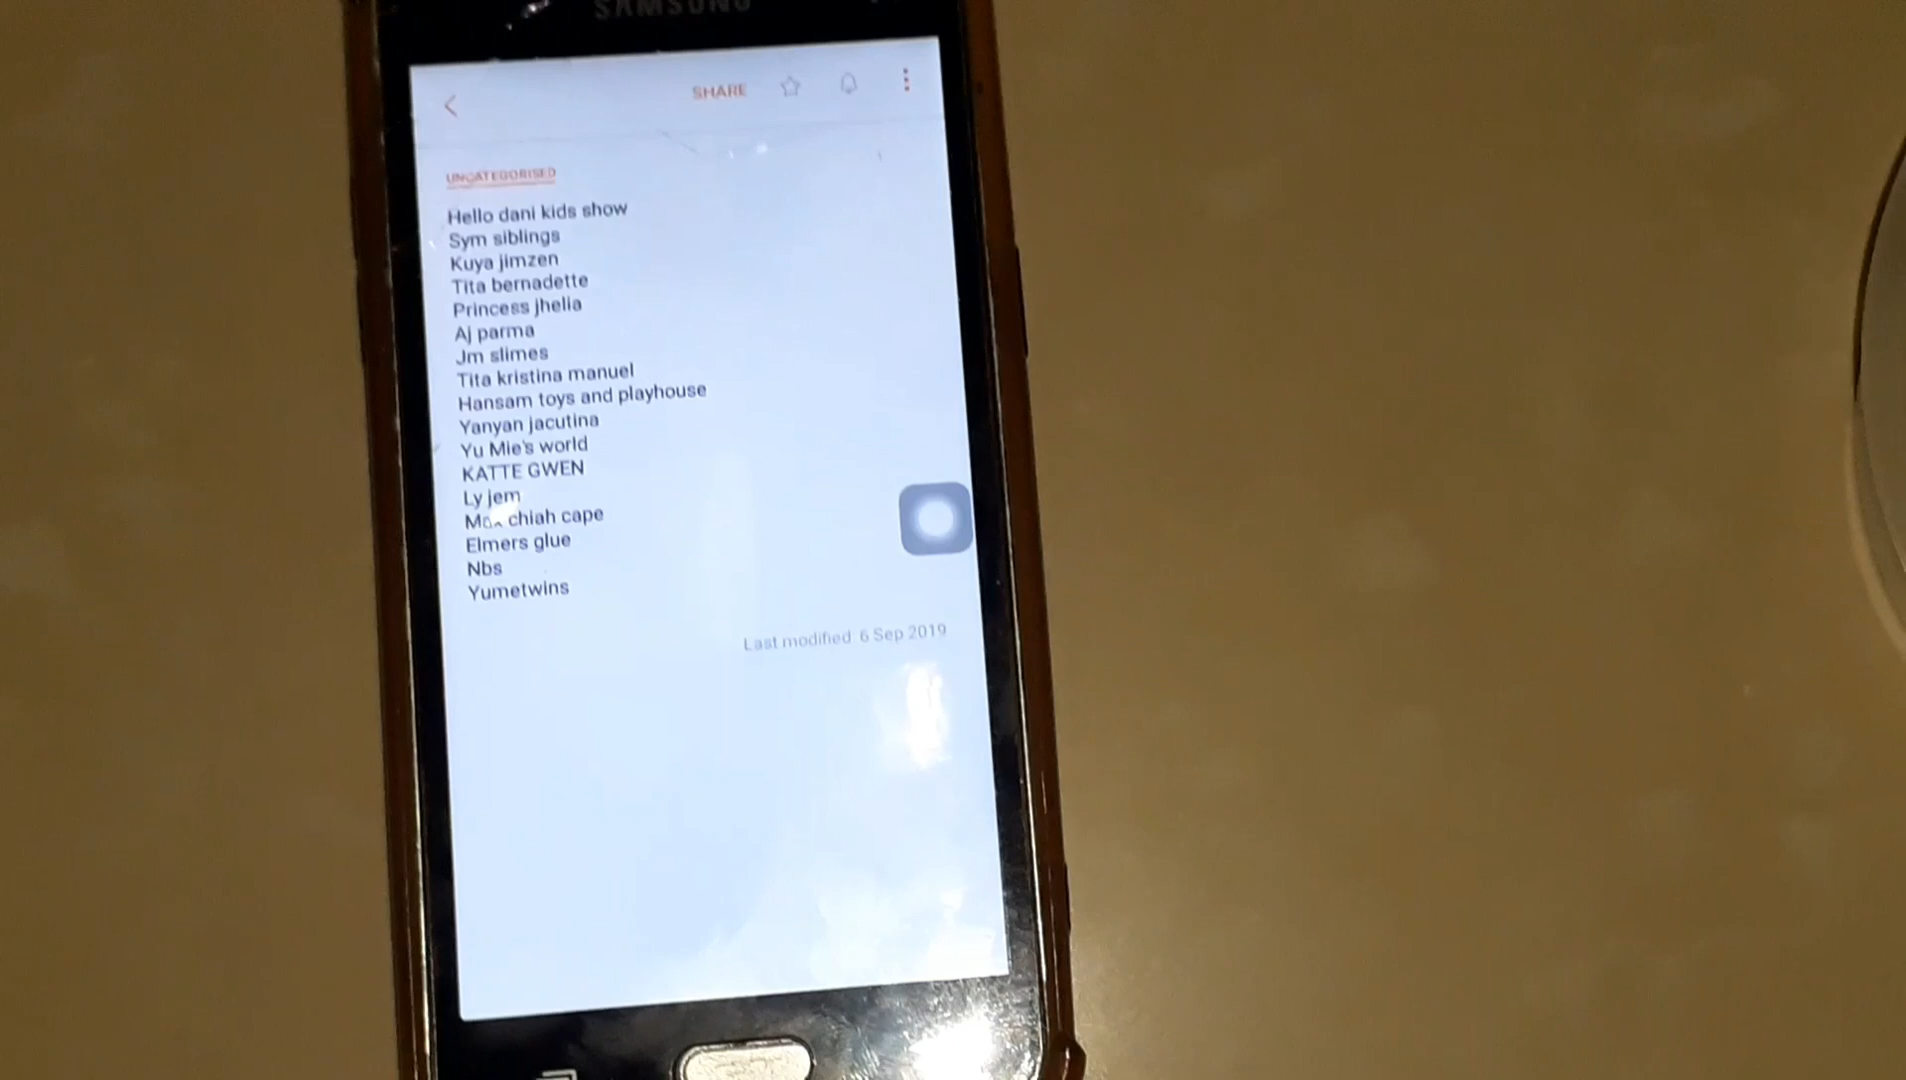 SAMSUNG
SHARE
UNCATEGORISED
Hello dani kids show
Sym siblings
Kuya jimzen
Tita bernadette
Princess jhelia
Aj parma
Jm slimes
Tita kristina manuel
Hansam toys and playhouse
Yanyan jacutina
Yu Mie's world
KATTE GWEN
Ly jem
chiah cape
Elmers glue
Nbs
Yumetwins
Last modified: 6 Sep 2019